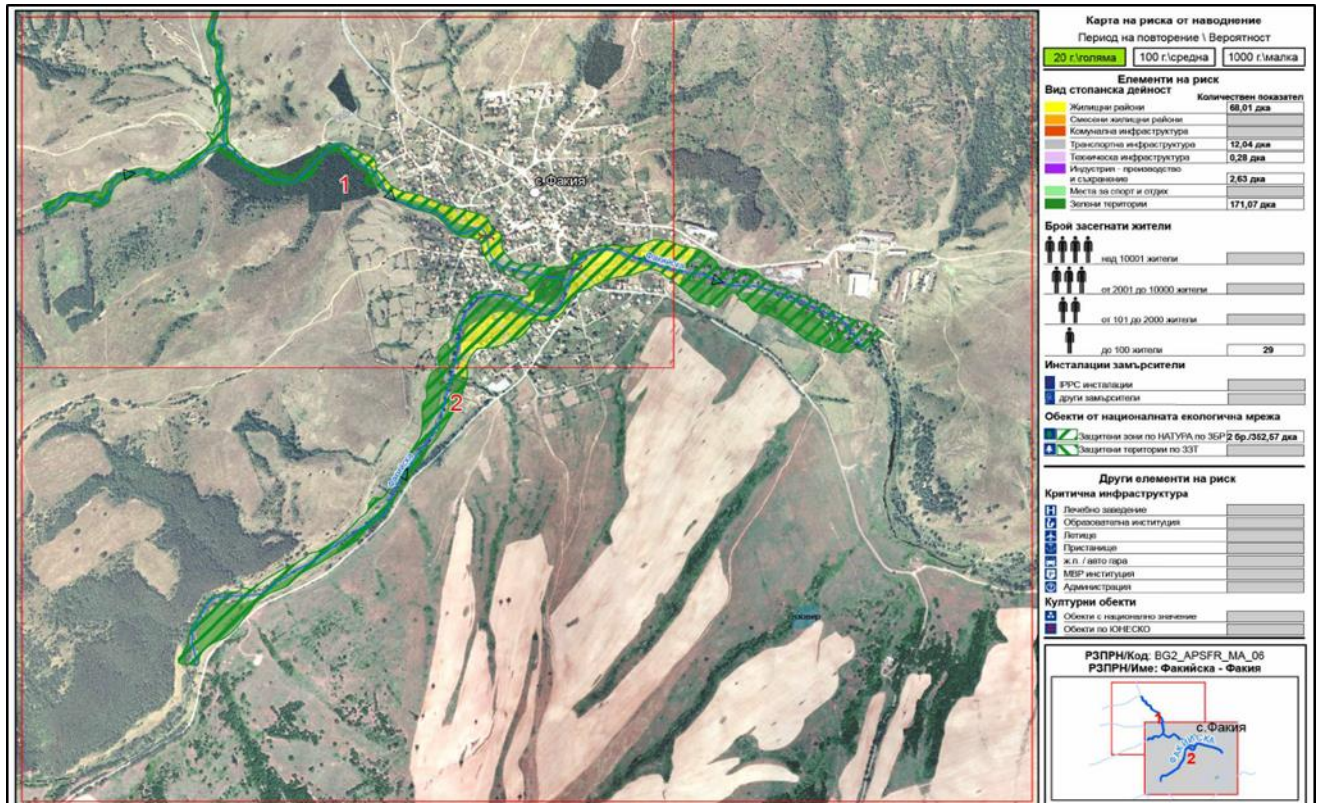 Карта на риска от наводнение
Период на повторение \ Вероятност
20 г.\голяма
100 г.\средна
1000 г.\малка
Елементи на риск
Вид стопанска дейност
Количествен показател
Жилищни райони
68,01 дка
Смесени жилищни райони
Комунална инфраструктура
Транспортна инфраструктура
12,04 дка
Техническа инфраструктура
0,28 дка
Индустрия - производство
и съхранение
2,63 дка
Места за спорт и отдих
Зелени територии
171,07 дка
Брой засегнати жители
над 10001 жители
от 2001 до 10000 жители
от 101 до 2000 жители
до 100 жители
29
Инсталации замърсители
IPPC инсталации
други замърсители
Обекти от националната екологична мрежа
Защитени зони по НАТУРА по ЗБР
2 бр./352,57 дка
Защитени територии по ЗЗТ
Други елементи на риск
Критична инфраструктура
Лечебно заведение
Образователна институция
Летище
Пристанище
ж.п. / авто гара
МВР институция
Администрация
Културни обекти
Обекти с национално значение
Обекти по ЮНЕСКО
РЗПРН/Код: BG2_APSFR_MA_06
РЗПРН/Име: Факийска - Факия
с.Факия
ФАКИЙСКА
1
2
1
с.Факия
Факийска
2